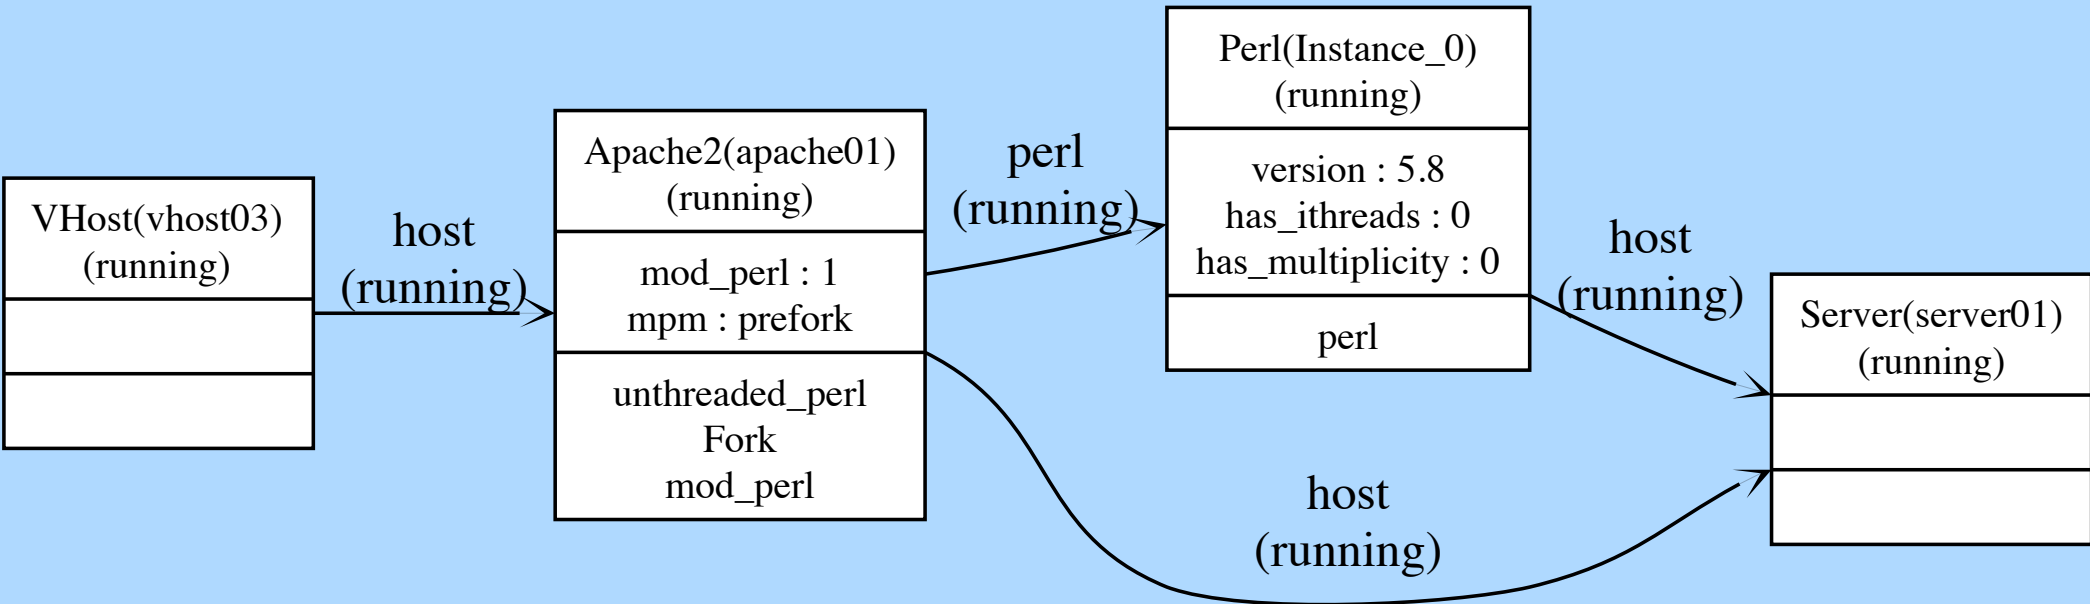 VHost(vhost03)
(running)
host
(running)
Apache2(apache01)
(running)
mod_perl : 1
mpm : prefork
unthreaded_perl
Fork
mod_perl
perl
(running)
Perl(Instance_0)
(running)
version : 5.8
has_ithreads : 0
has_multiplicity : 0
perl
host
(running)
host
(running)
Server(server01)
(running)